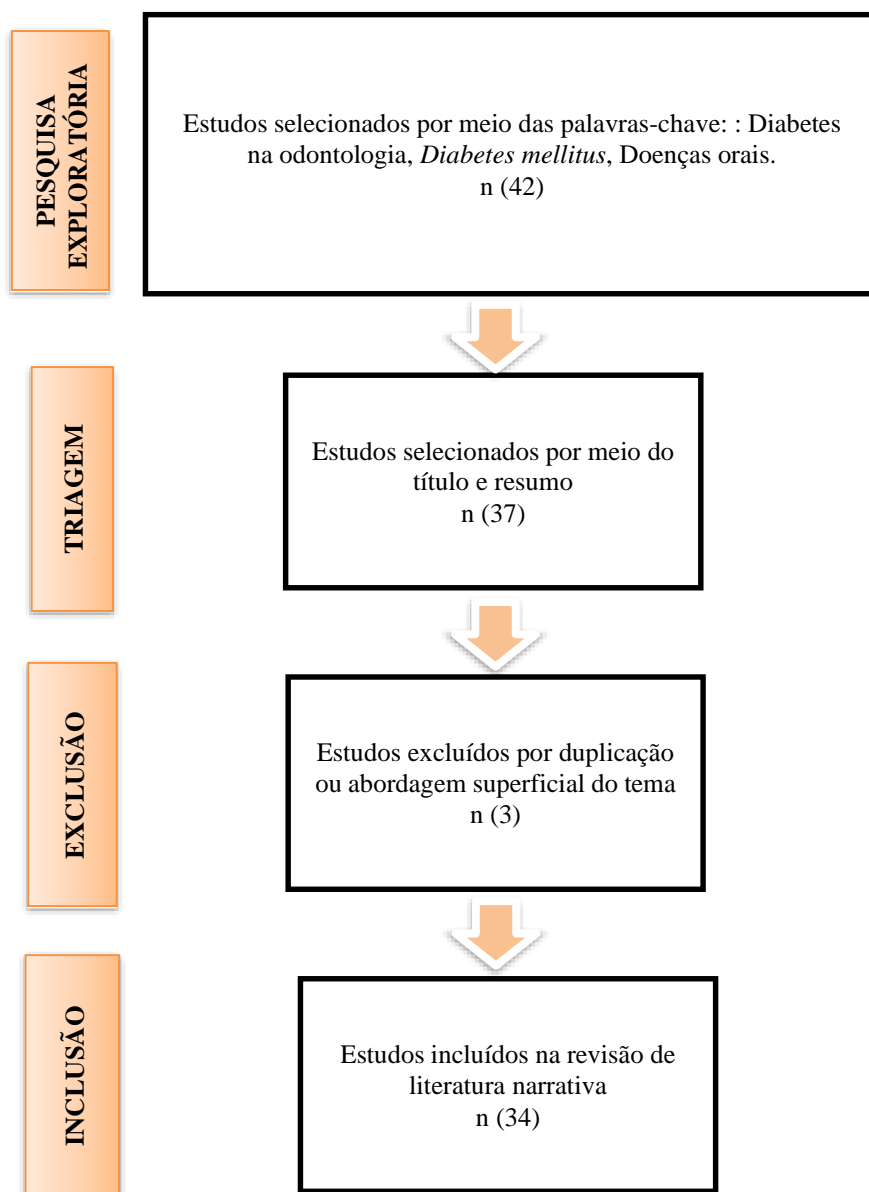 PESQUISA
EXPLORATÓRIA
Estudos selecionados por meio das palavras-chave: : Diabetes
na odontologia, Diabetes mellitus, Doenças orais.
n (42)
TRIAGEM
Estudos selecionados por meio do
título e resumo
n (37)
EXCLUSÃO
Estudos excluídos por duplicação
ou abordagem superficial do tema
n (3)
INCLUSÃO
Estudos incluídos na revisão de
literatura narrativa
n (34)